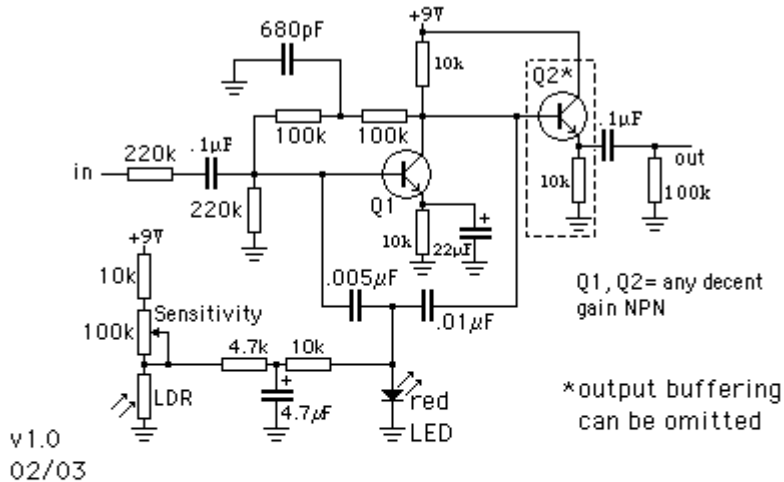 +9V
680pF
10k
Q2*
100k
100k
.1µF
.1µF
220k
in
out
Q1
220k
10k
100k
10k
22µF
+
+9V
.005µF
10k
.01µF
Q1, Q2= any decent
gain NPN
Sensitivity
100k
4.7k
10k
+
LDR
4.7µF
red
LED
*output buffering
can be omitted
v1.0
02/03